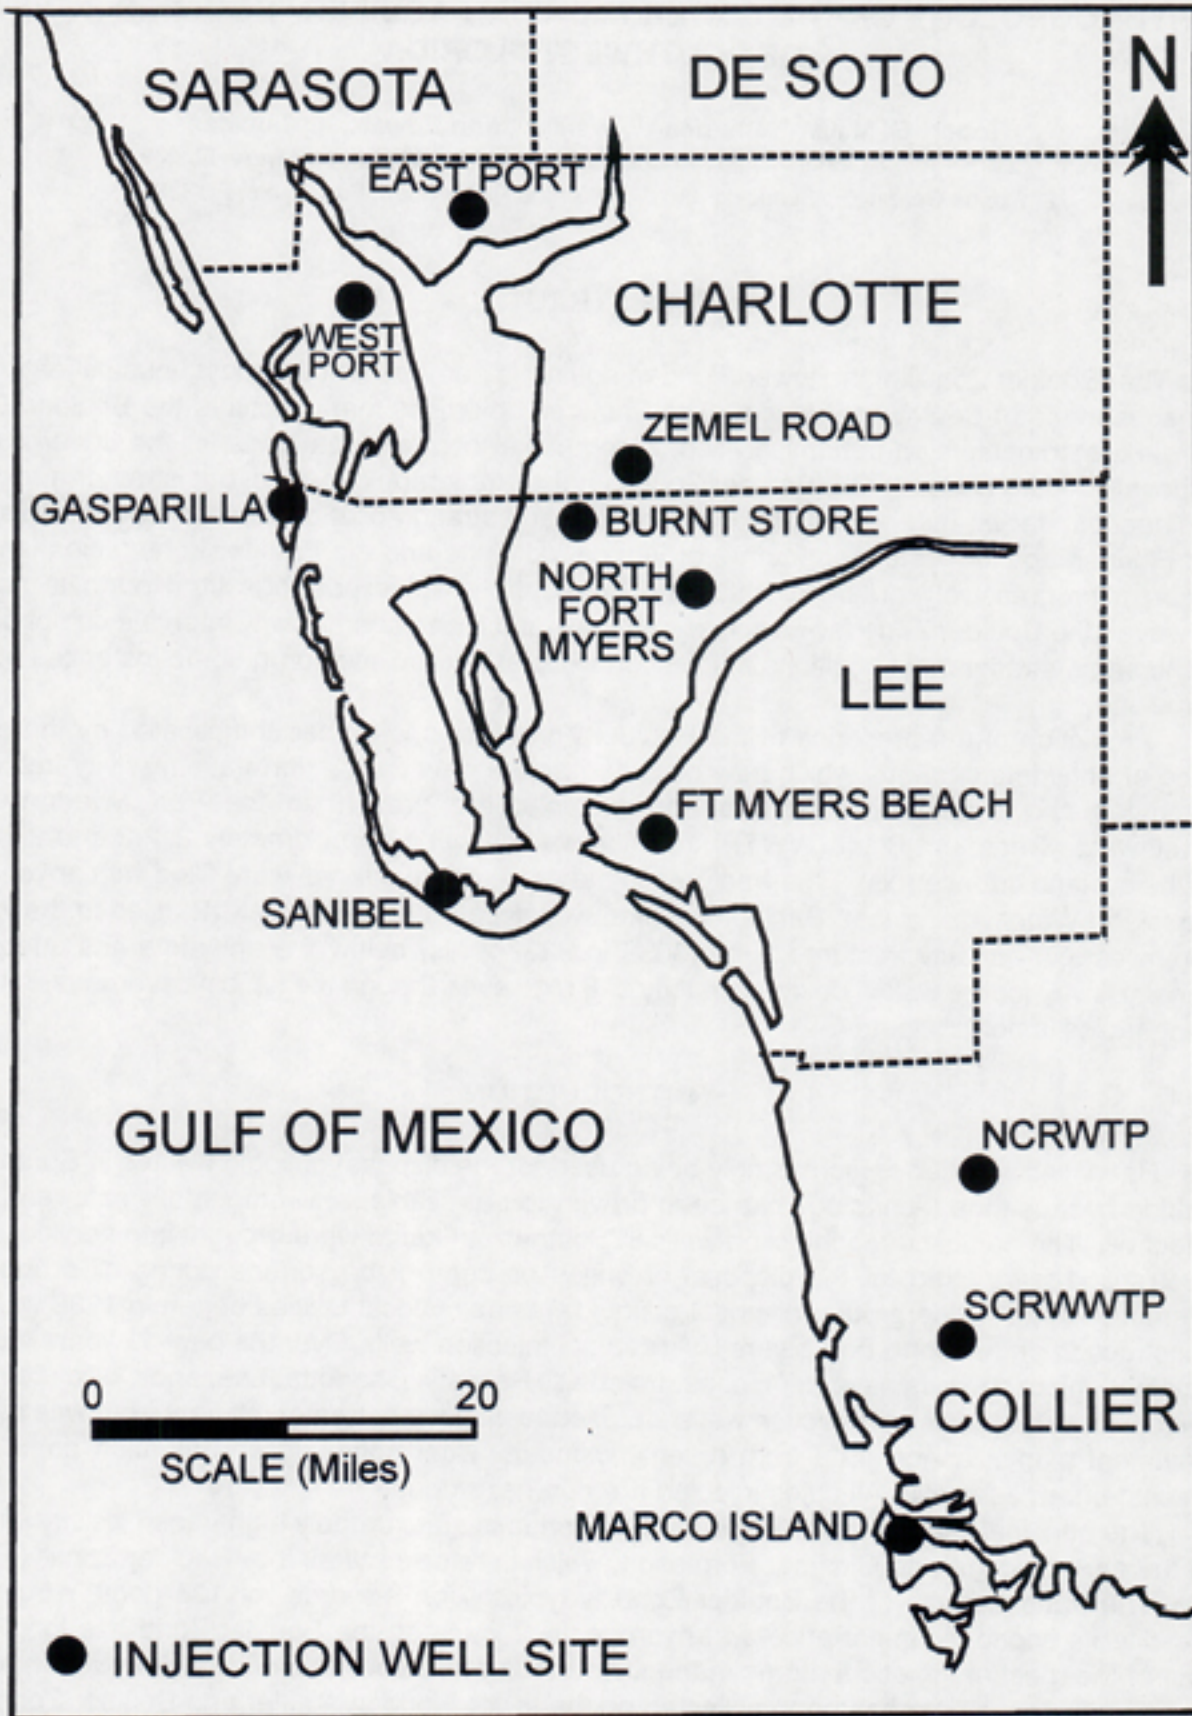 SARASOTA
DE SOTO
N
EAST PORT
CHARLOTTE
WEST
PORT
ZEMEL ROAD
GASPARILLA
BURNT STORE
NORTH
FORT
MYERS
LEE
FT MYERS BEACH
SANIBEL
GULF OF MEXICO
NCRWTP
SCRWWTP
0 20
COLLIER
SCALE (Miles)
MARCO ISLAND
INJECTION WELL SITE